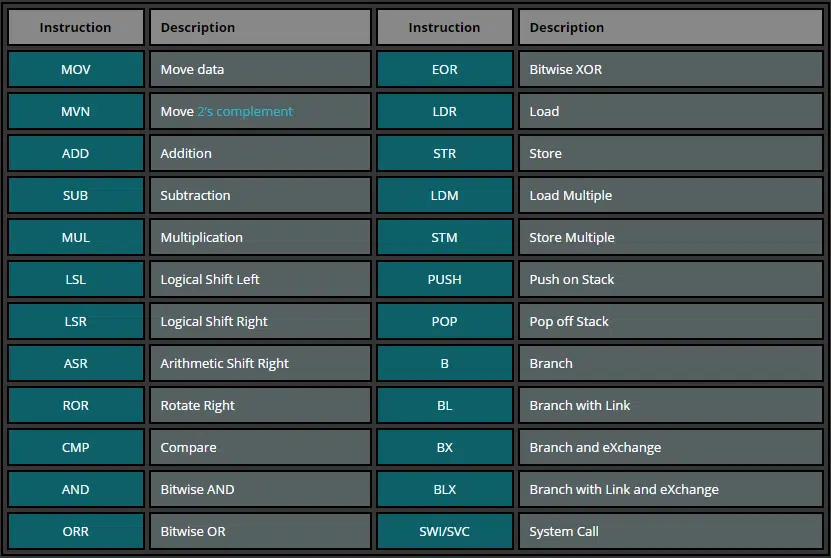 Instruction Description Instruction Description
MOV Move data EOR Bitwise XOR
MVN Move 2's complement LDR Load
ADD Addition STR Store
SUB Subtraction LDM Load Multiple
MUL Multiplication STM Store Multiple
LSL Logical Shift Left PUSH Push on Stack
LSR Logical Shift Right POP Pop off Stack
ASR Arithmetic Shift Right B Branch
ROR Rotate Right BL Branch with Link
CMP Compare BX Branch and eXchange
AND Bitwise AND BLX Branch with Link and eXchange
ORR Bitwise OR SWI/SVC System Call